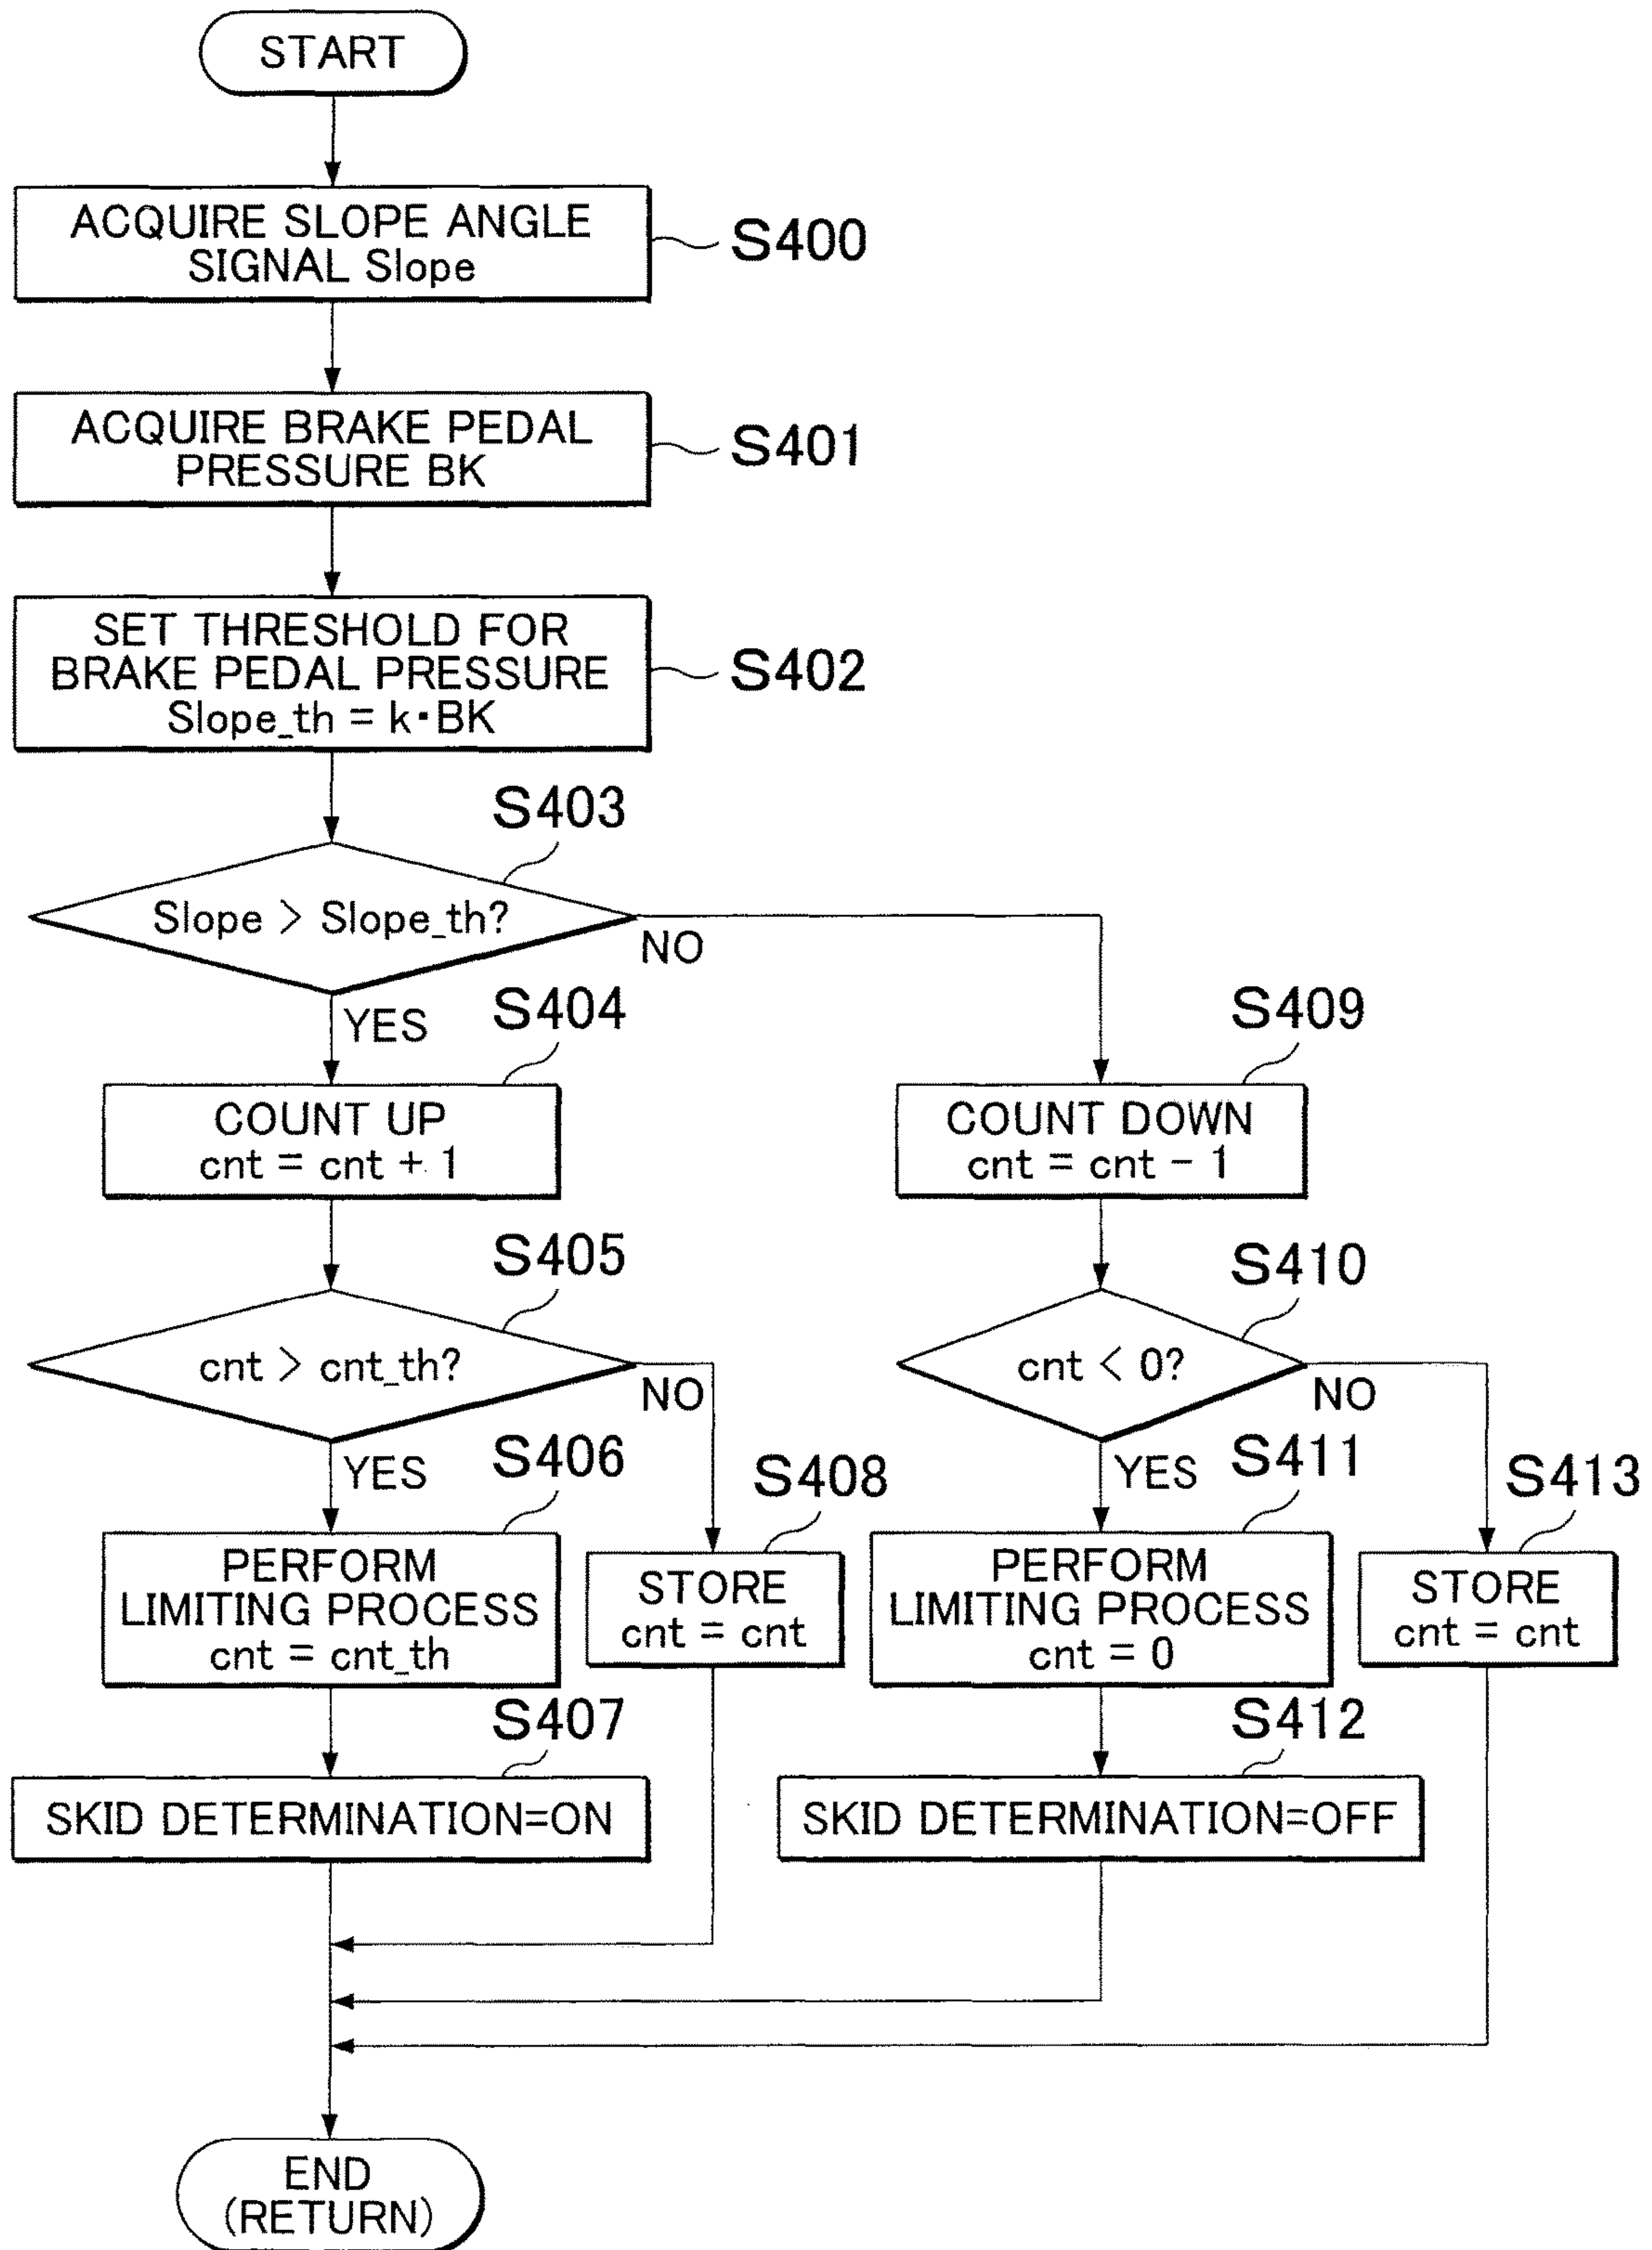 START
ACQUIRE SLOPE ANGLE
SIGNAL Slope
S400
ACQUIRE BRAKE PEDAL
PRESSURE BK
S401
SET THRESHOLD FOR
BRAKE PEDAL PRESSURE
Slope_th = k·BK
S402
S403
Slope > Slope_th?
NO
YES
S404
COUNT UP
cnt = cnt + 1
S409
COUNT DOWN
cnt = cnt - 1
S405
cnt > cnt_th?
NO
YES
S410
cnt < 0?
NO
YES
S406
PERFORM
LIMITING PROCESS
cnt = cnt_th
S408
STORE
cnt = cnt
S411
PERFORM
LIMITING PROCESS
cnt = 0
S413
STORE
cnt = cnt
S407
SKID DETERMINATION=ON
S412
SKID DETERMINATION=OFF
END
(RETURN)